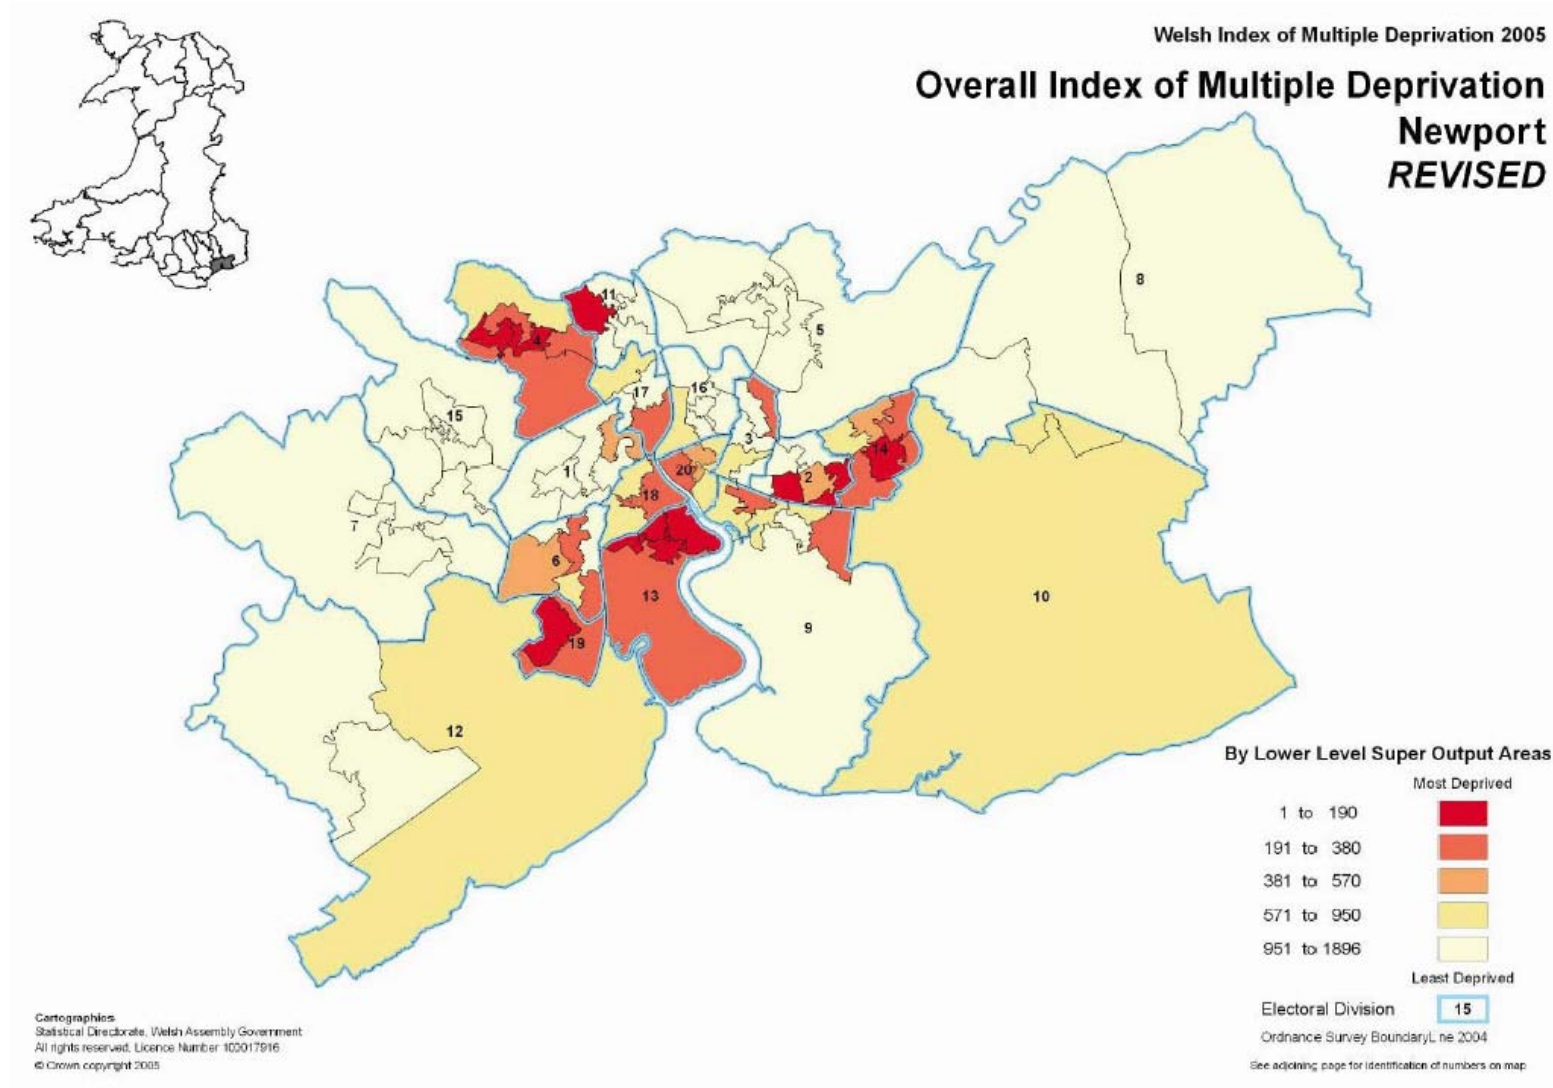 Welsh Index of Multiple Deprivation 2005
Overall Index of Multiple Deprivation
Newport
REVISED
8
11
5
4
17
16
15
3
14
1
20
2
18
7
6
13
10
9
19
12
By Lower Level Super Output Areas
Most Deprived
1 to 190
191 to 380
381 to 570
571 to 950
951 to 1896
Least Deprived
Electoral Division 15
Ordnance Survey BoundaryLine 2004
See adjoining page for identification of numbers on map
Cartographics
Statistical Directorate, Welsh Assembly Government
All rights reserved, Licence Number 100017916
© Crown copyright 2005